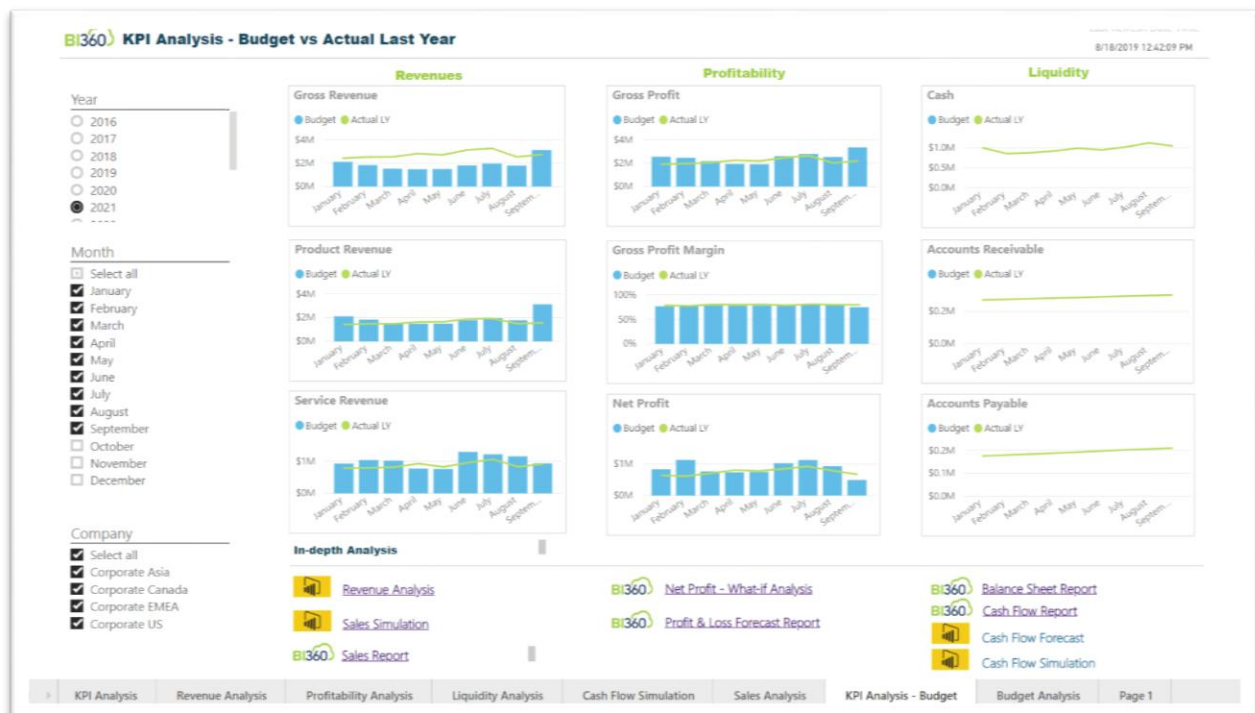 BI360 KPI Analysis - Budget vs Actual Last Year
8/18/2019 12:42:09 PM
Year
2016
2017
2018
2019
2020
2021
Month
Select all
January
February
March
April
May
June
July
August
September
October
November
December
Company
Select all
Corporate Asia
Corporate Canada
Corporate EMEA
Corporate US
Revenues
Gross Revenue
Budget Actual LY
$4M
$2M
$0M
January February March April May June July August Septem...
Product Revenue
Budget Actual LY
$4M
$2M
$0M
January February March April May June July August Septem...
Service Revenue
Budget Actual LY
$1M
$0M
January February March April May June July August Septem...
Profitability
Gross Profit
Budget Actual LY
$4M
$2M
$0M
January February March April May June July August Septem...
Gross Profit Margin
Budget Actual LY
100%
50%
0%
January February March April May June July August Septem...
Net Profit
Budget Actual LY
$1M
$0M
January February March April May June July August Septem...
Liquidity
Cash
Budget Actual LY
$1.0M
$0.5M
$0.0M
January February March April May June July August Septem...
Accounts Receivable
Budget Actual LY
$0.2M
$0.0M
January February March April May June July August Septem...
Accounts Payable
Budget Actual LY
$0.2M
$0.1M
$0.0M
January February March April May June July August Septem...
In-depth Analysis
Revenue Analysis
Sales Simulation
BI360 Sales Report
BI360 Net Profit - What-if Analysis
BI360 Profit & Loss Forecast Report
BI360 Balance Sheet Report
BI360 Cash Flow Report
Cash Flow Forecast
Cash Flow Simulation
KPI Analysis Revenue Analysis Profitability Analysis Liquidity Analysis Cash Flow Simulation Sales Analysis KPI Analysis - Budget Budget Analysis Page 1